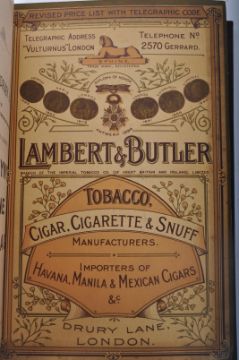 REVISED PRICE LIST WITH TELEGRAPHIC CODE.
TELEGRAPHIC ADDRESS
"VULTURNUS" LONDON
TELEPHONE No
2570 GERRARD.
SPHINX
LAMBERT & BUTLER
BRANCH OF THE IMPERIAL TOBACCO CO. (OF GREAT BRITAIN AND IRELAND), LIMITED.
TOBACCO,
CIGAR, CIGARETTE & SNUFF
MANUFACTURERS.
IMPORTERS OF
HAVANA, MANILA & MEXICAN CIGARS
&c
DRURY LANE,
LONDON.